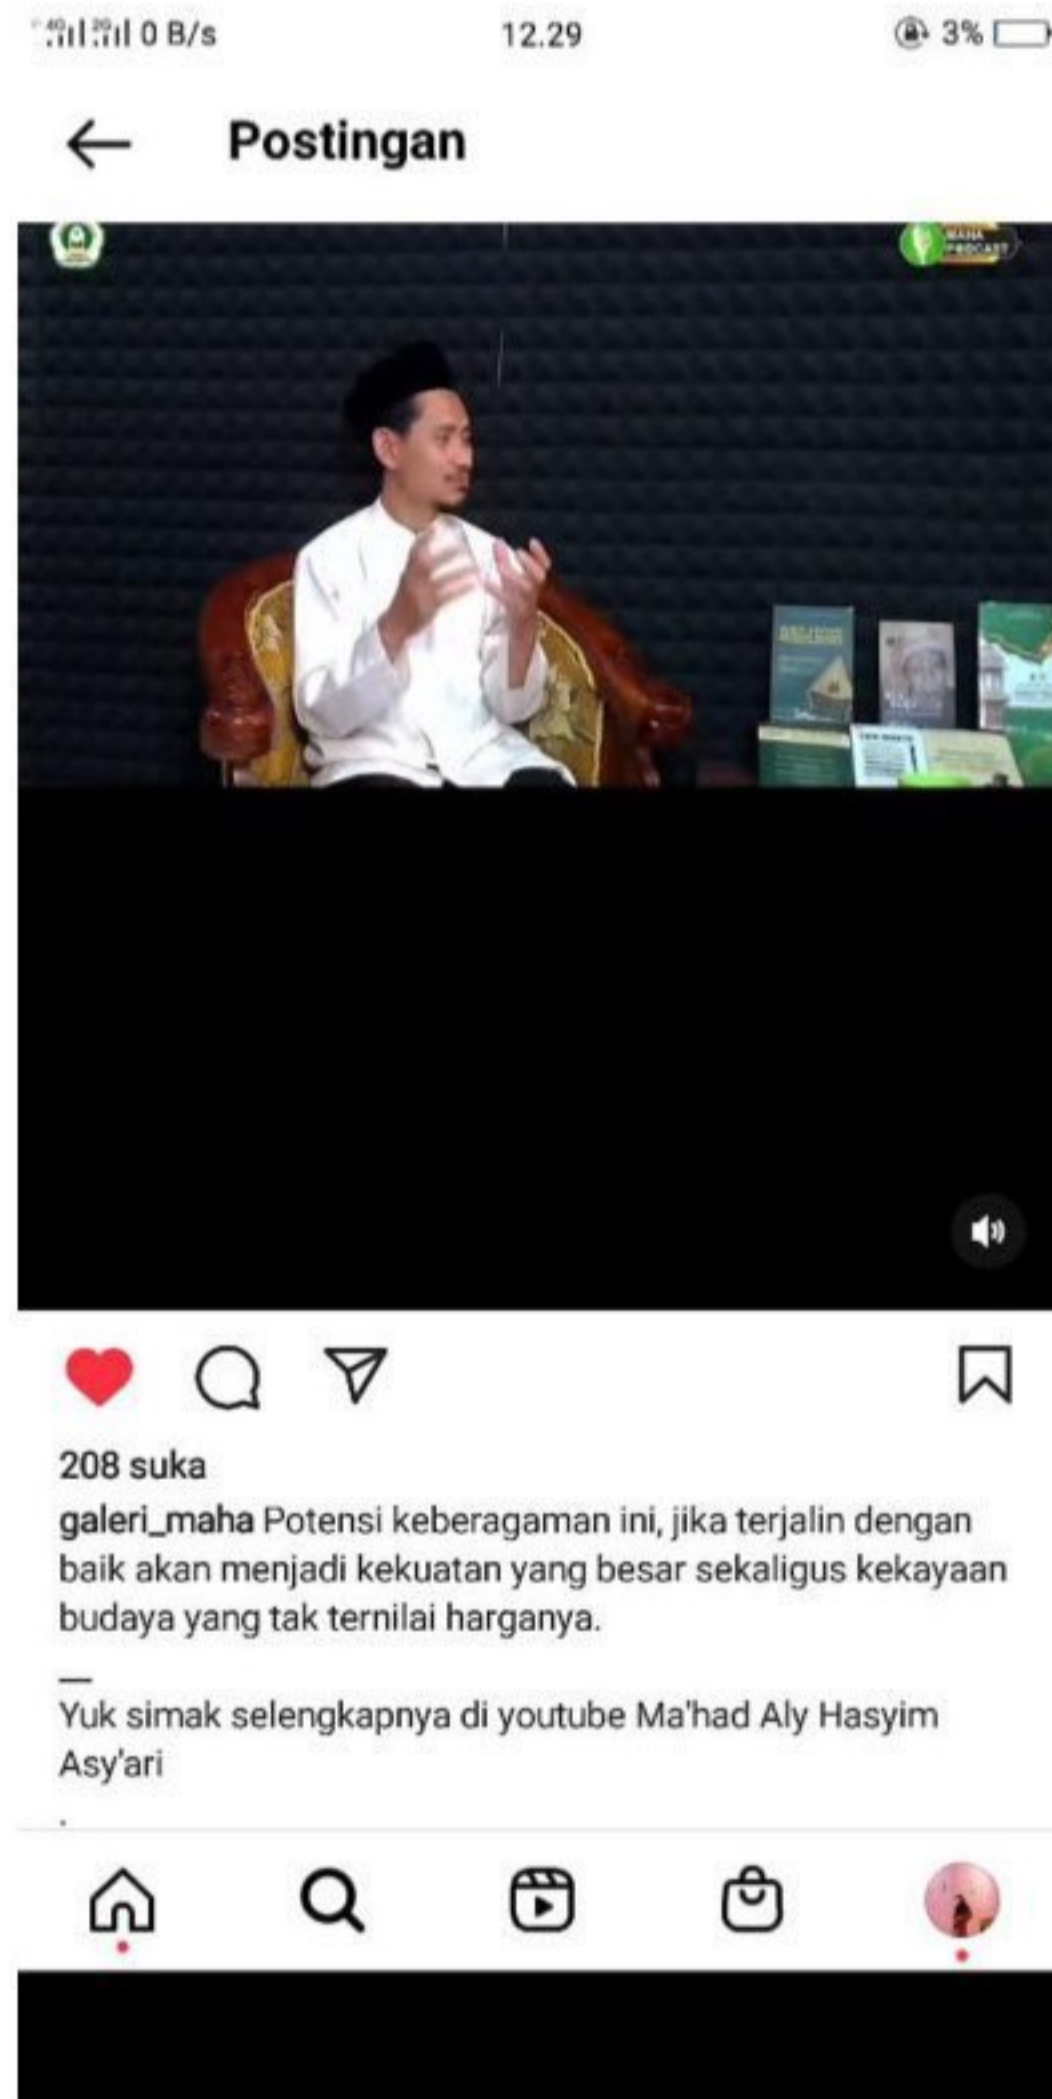 0 B/s 12.29 3%
Postingan
MAHA
PODCAST
208 suka
galeri_maha Potensi keberagaman ini, jika terjalin dengan
baik akan menjadi kekuatan yang besar sekaligus kekayaan
budaya yang tak ternilai harganya.
—
Yuk simak selengkapnya di youtube Ma'had Aly Hasyim
Asy'ari
.